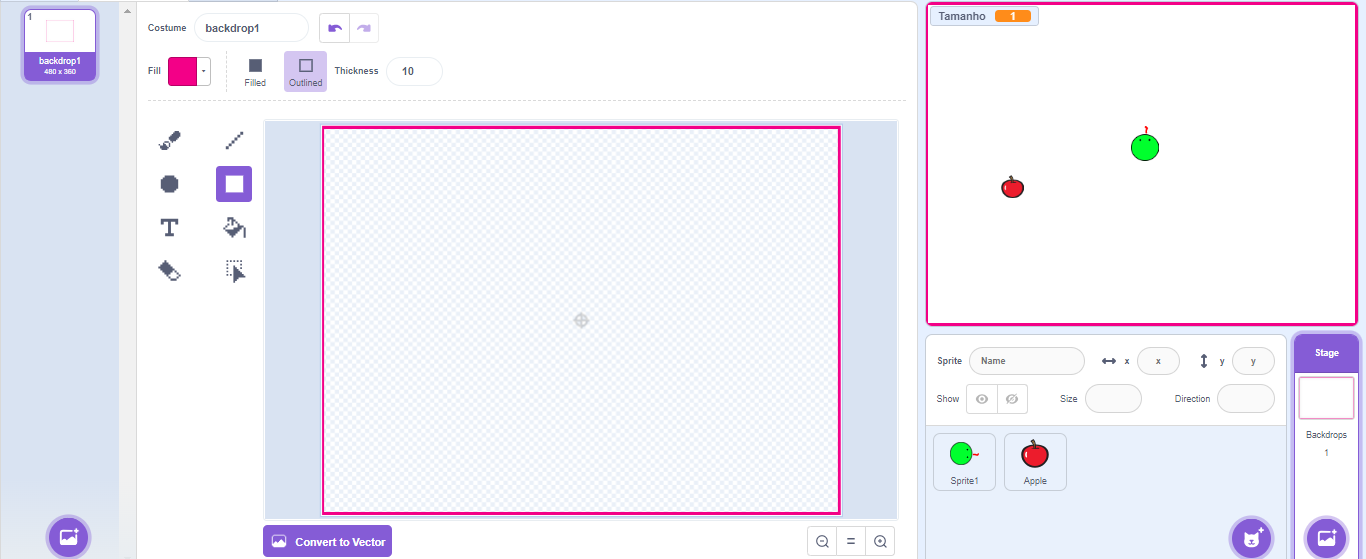 1
backdrop1
480 x 360
Costume
backdrop1
Fill
Filled
Outlined
Thickness
10
T
Convert to Vector
Tamanho 1
Sprite
Name
x
x
y
y
Show
Size
Direction
Sprite1
Apple
Stage
Backdrops
1